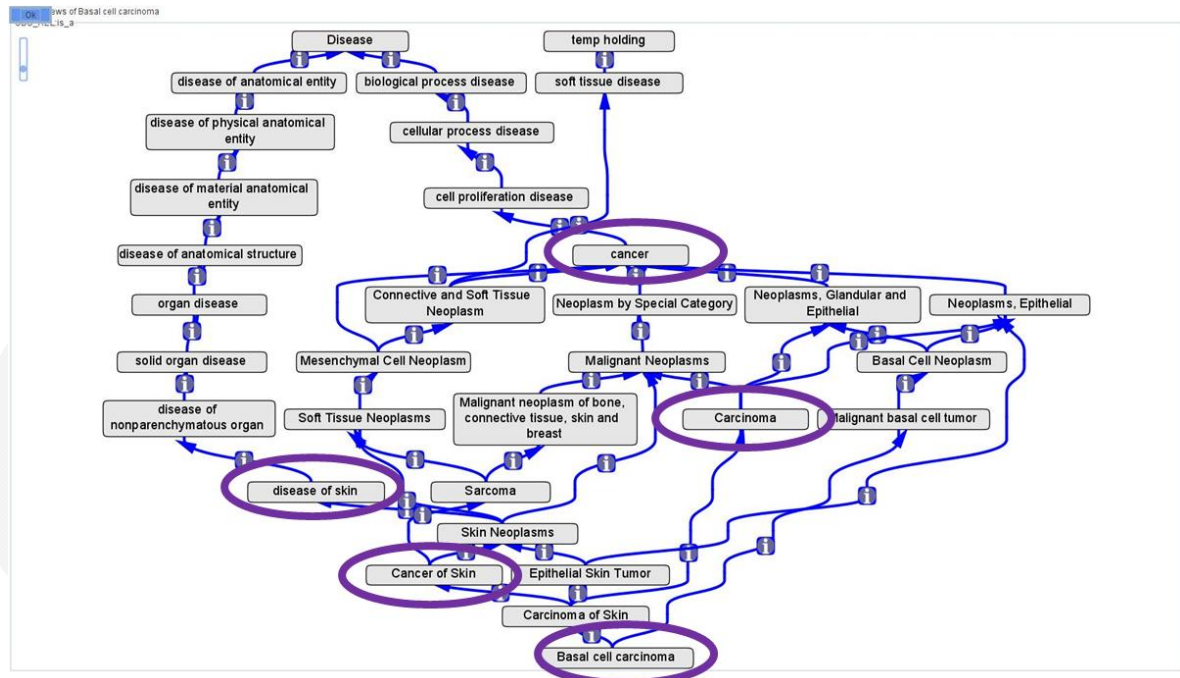 Ok
ews of Basal cell carcinoma
is_a
Disease
temp holding
disease of anatomical entity
biological process disease
soft tissue disease
disease of physical anatomical
entity
cellular process disease
disease of material anatomical
entity
cell proliferation disease
disease of anatomical structure
cancer
organ disease
Connective and Soft Tissue
Neoplasm
Neoplasm by Special Category
Neoplasms, Glandular and
Epithelial
Neoplasms, Epithelial
solid organ disease
Mesenchymal Cell Neoplasm
Malignant Neoplasms
Basal Cell Neoplasm
disease of
nonparenchymatous organ
Soft Tissue Neoplasms
Malignant neoplasm of bone,
connective tissue, skin and
breast
Carcinoma
Malignant basal cell tumor
disease of skin
Sarcoma
Skin Neoplasms
Cancer of Skin
Epithelial Skin Tumor
Carcinoma of Skin
Basal cell carcinoma